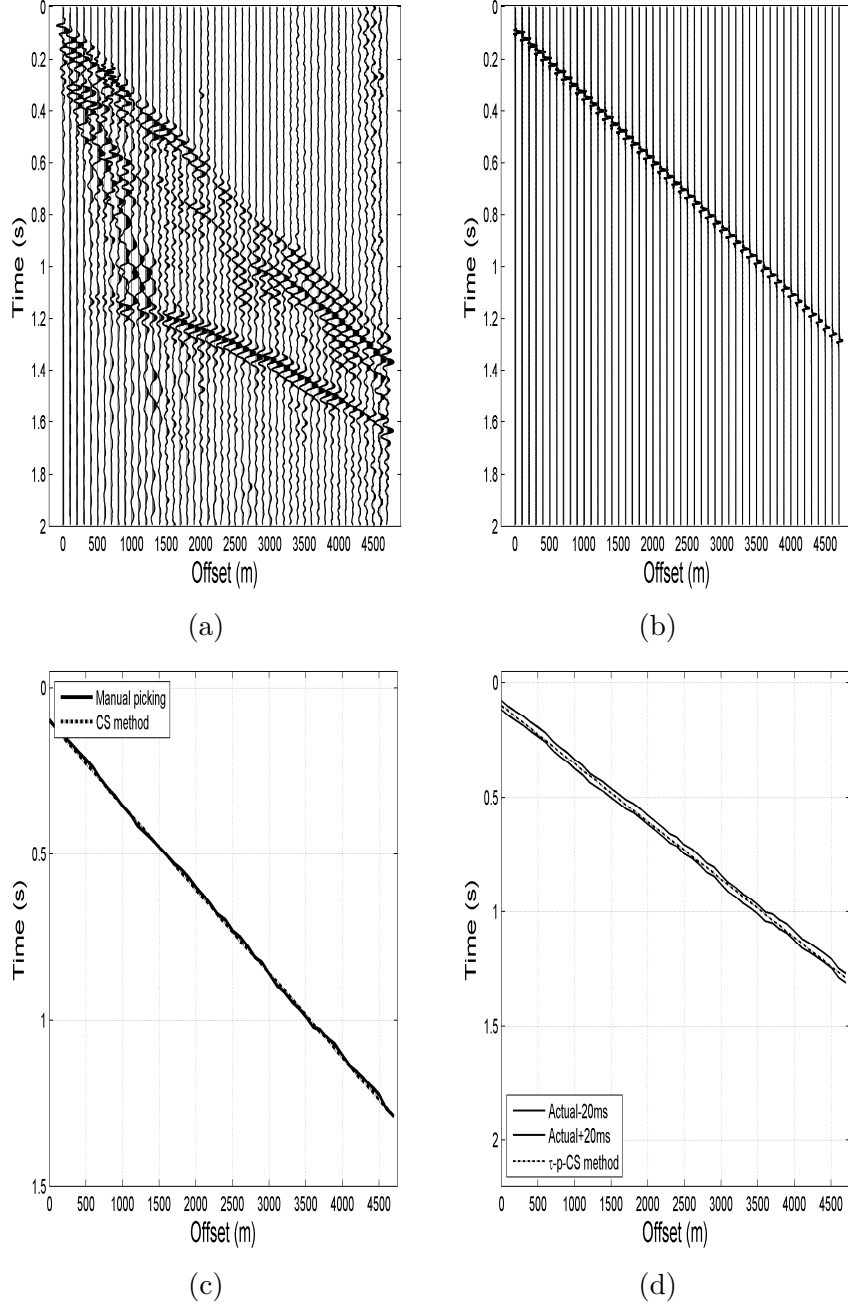 0
0.2
0.4
0.6
0.8
1
1.2
1.4
1.6
1.8
2
Time (s)
0 500 1000 1500 2000 2500 3000 3500 4000 4500
Offset (m)
(a)
0
0.2
0.4
0.6
0.8
1
1.2
1.4
1.6
1.8
2
Time (s)
0 500 1000 1500 2000 2500 3000 3500 4000 4500
Offset (m)
(b)
Manual picking
CS method
0
0.5
1
1.5
Time (s)
0 500 1000 1500 2000 2500 3000 3500 4000 4500
Offset (m)
(c)
0
0.5
1
1.5
2
Time (s)
Actual-20ms
Actual+20ms
τ-p-CS method
0 500 1000 1500 2000 2500 3000 3500 4000 4500
Offset (m)
(d)